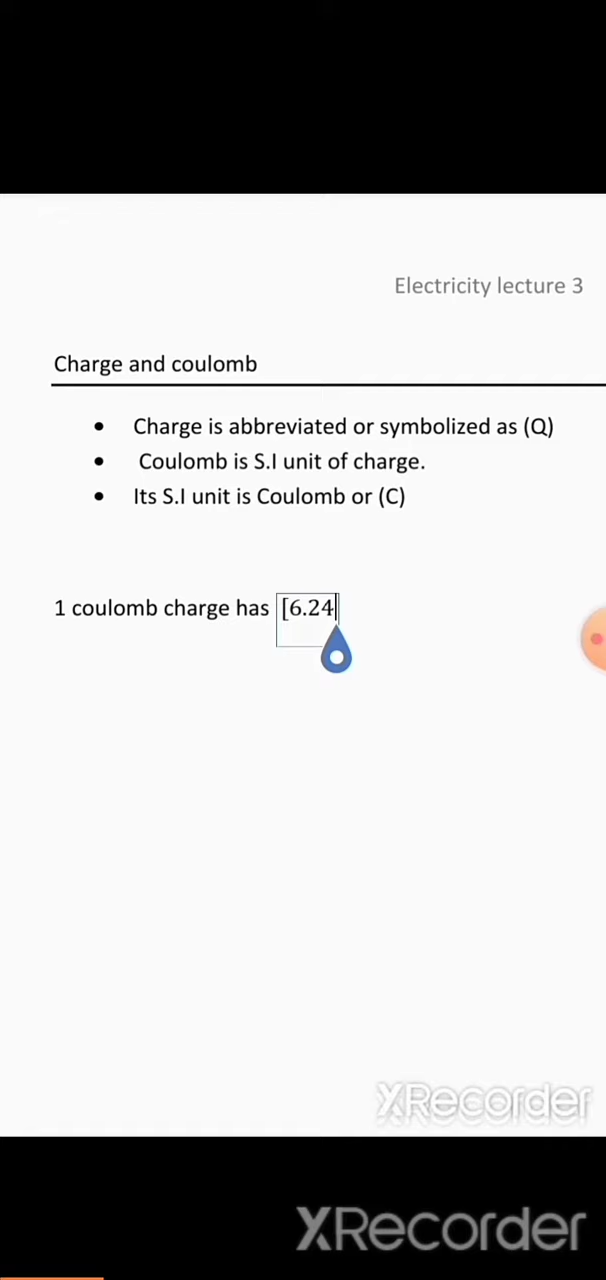 Electricity lecture 3
Charge and coulomb
• Charge is abbreviated or symbolized as (Q)
• Coulomb is S.I unit of charge.
• Its S.I unit is Coulomb or (C)
1 coulomb charge has [6.24
XRecorder
XRecorder